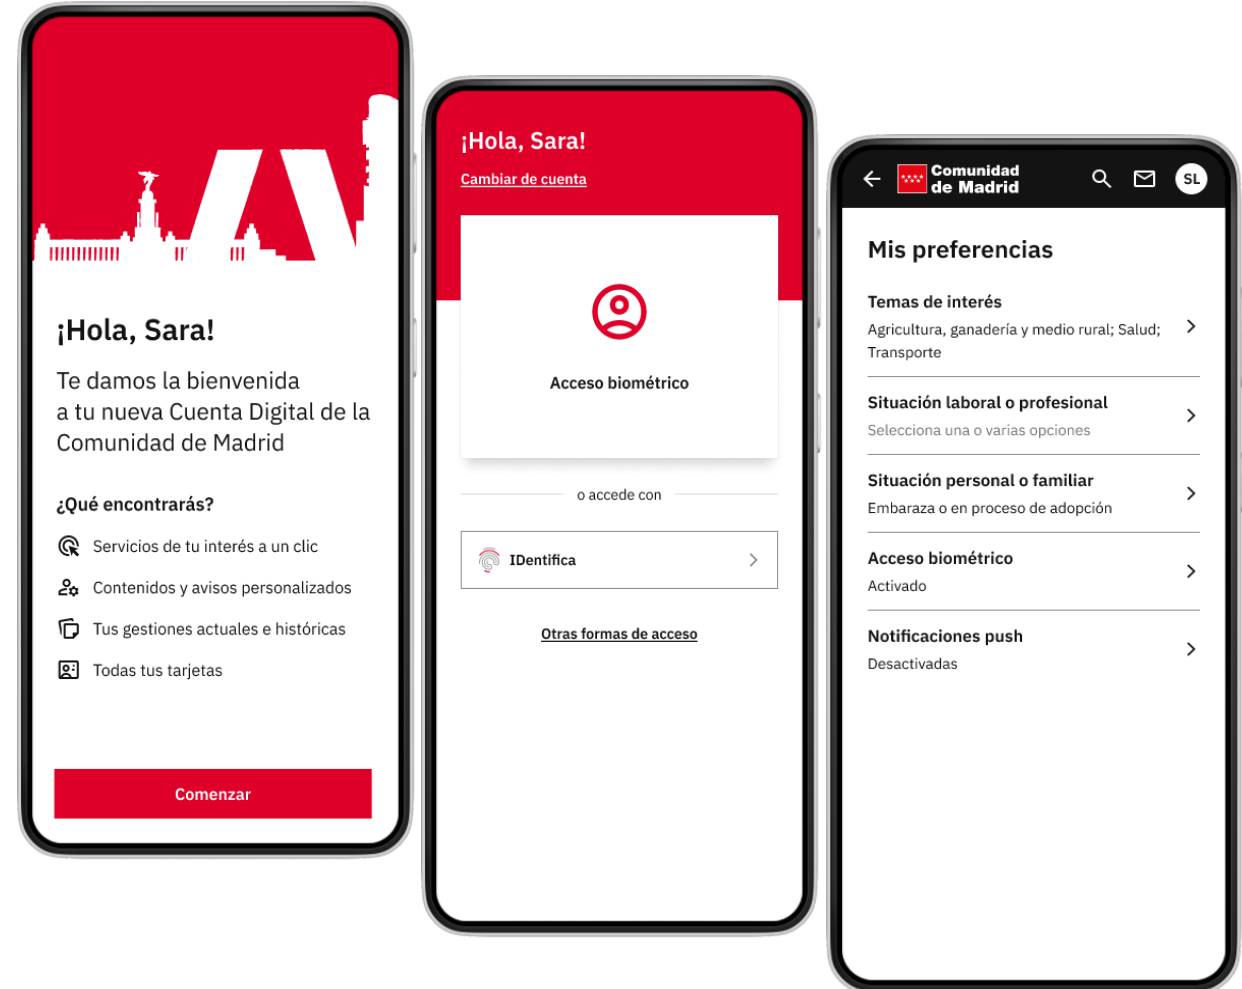 ¡Hola, Sara!
Te damos la bienvenida
a tu nueva Cuenta Digital de la
Comunidad de Madrid
¿Qué encontrarás?
Servicios de tu interés a un clic
Contenidos y avisos personalizados
Tus gestiones actuales e históricas
Todas tus tarjetas
Comenzar
¡Hola, Sara!
Cambiar de cuenta
Acceso biométrico
o accede con
IDentifica
Otras formas de acceso
Comunidad
de Madrid
SL
Mis preferencias
Temas de interés
Agricultura, ganadería y medio rural; Salud;
Transporte
Situación laboral o profesional
Selecciona una o varias opciones
Situación personal o familiar
Embaraza o en proceso de adopción
Acceso biométrico
Activado
Notificaciones push
Desactivadas